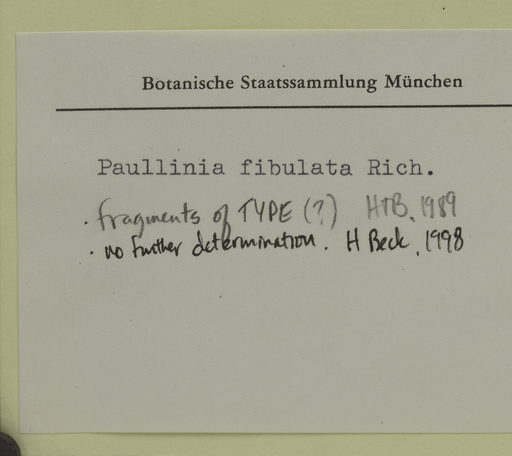 Botanische Staatssammlung München
Paullinia fibulata Rich.
· fragments of TYPE (?) HTB, 1989
· no further determination. H Beck, 1998